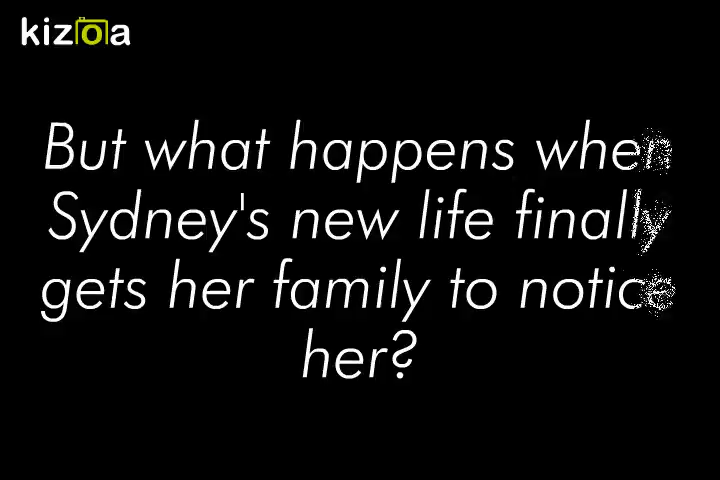 kizoa
But what happens when
Sydney's new life finally
gets her family to notice
her?